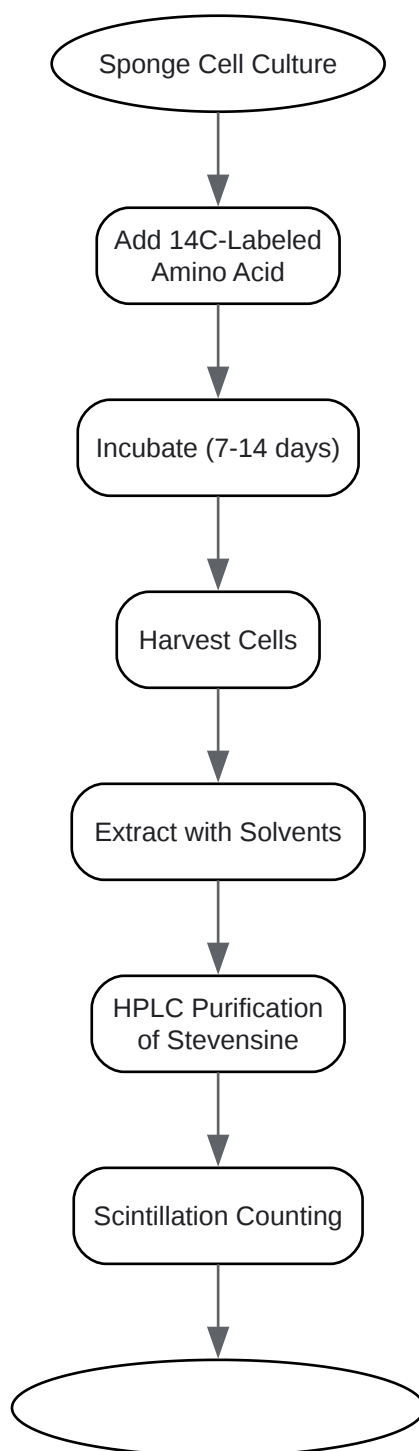 Sponge Cell Culture
Add 14C-Labeled
Amino Acid
Incubate (7-14 days)
Harvest Cells
Extract with Solvents
HPLC Purification
of Stevensine
Scintillation Counting